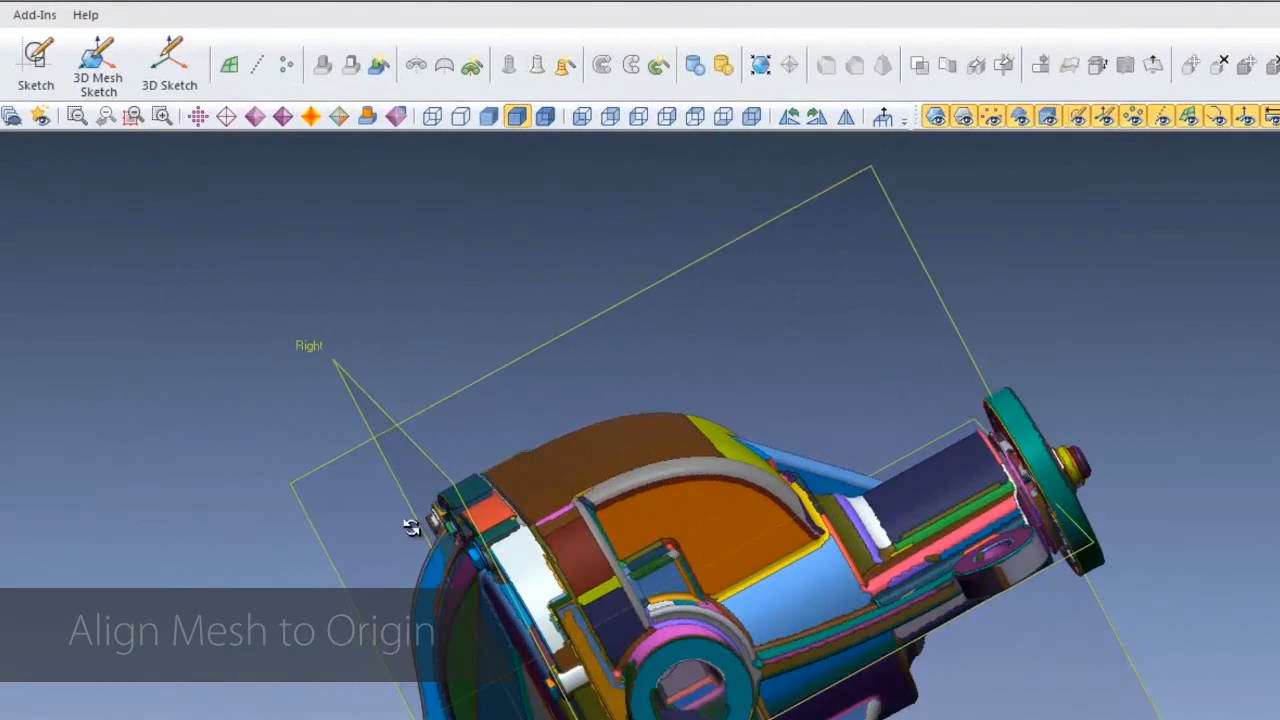 Add-Ins Help
Sketch
3D Mesh
Sketch
3D Sketch
Right
Align Mesh to Origin